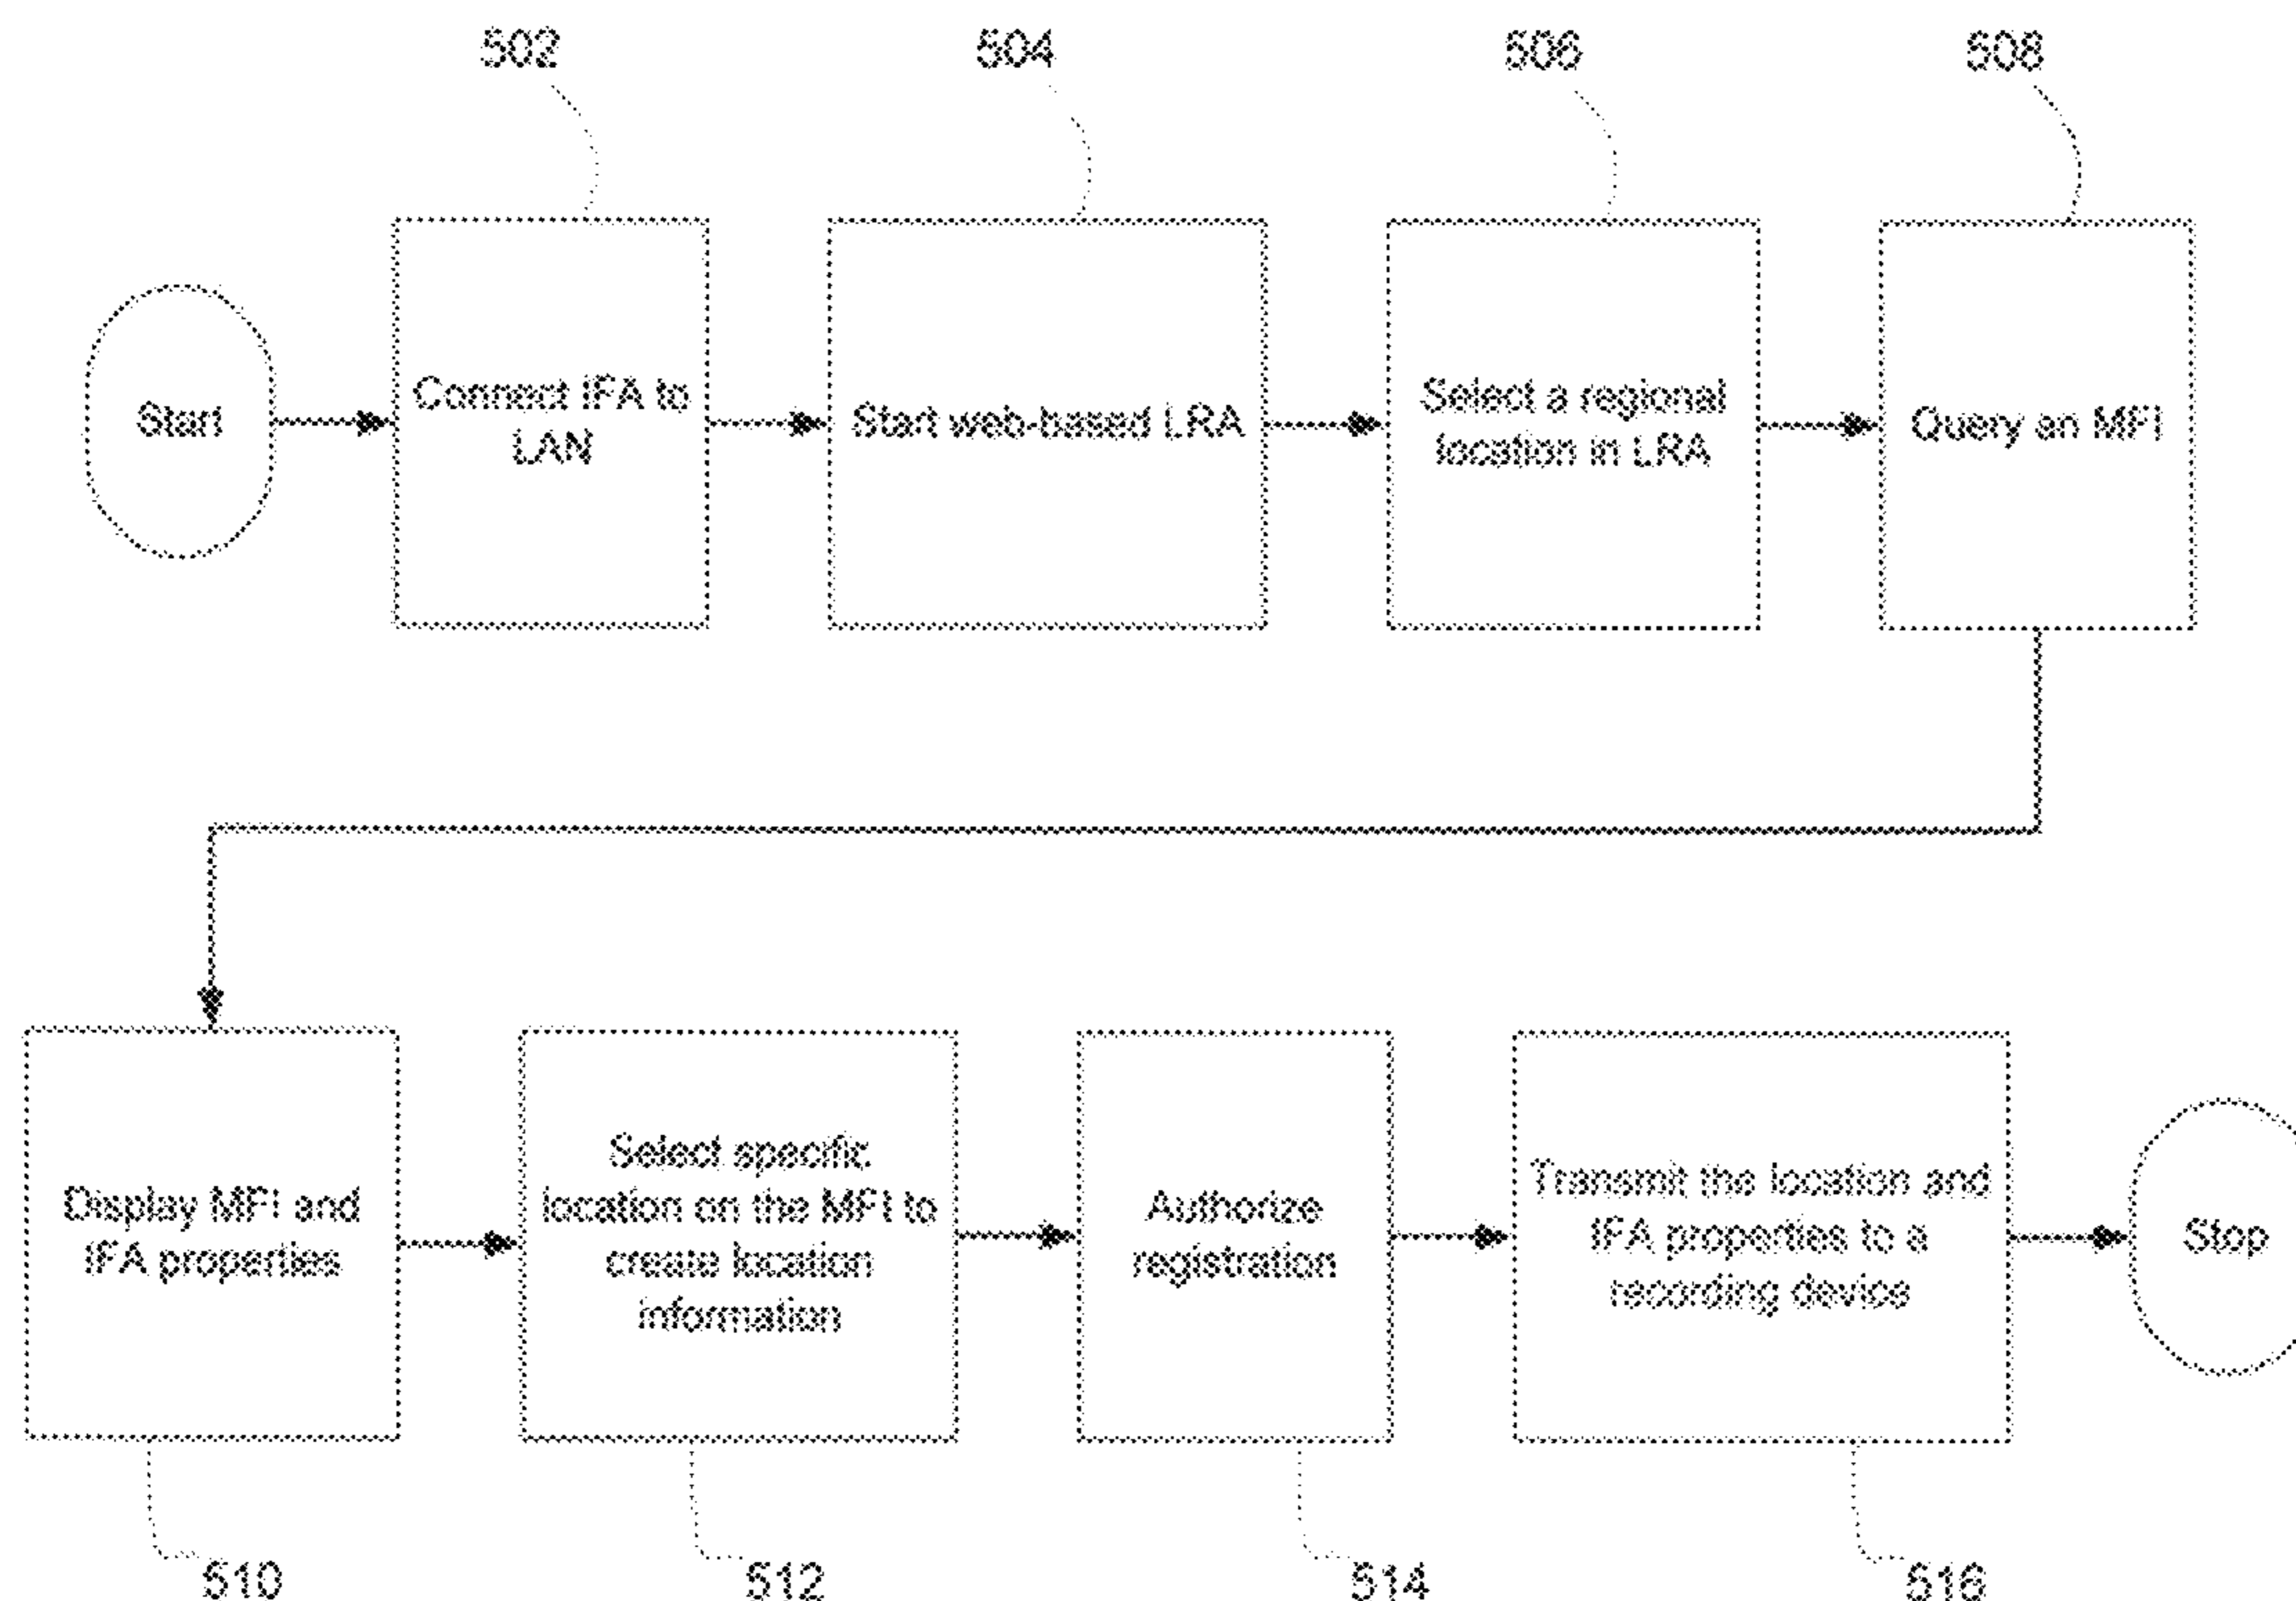 502
504
506
508
Start
Connect IFA to
LAN
Start web-based LRA
Select a regional
location in LRA
Query an MFI
Display MFI and
IFA properties
Select specific
location on the MFI to
create location
information
Authorize
registration
Transmit the location and
IFA properties to a
recording device
Stop
510
512
514
516